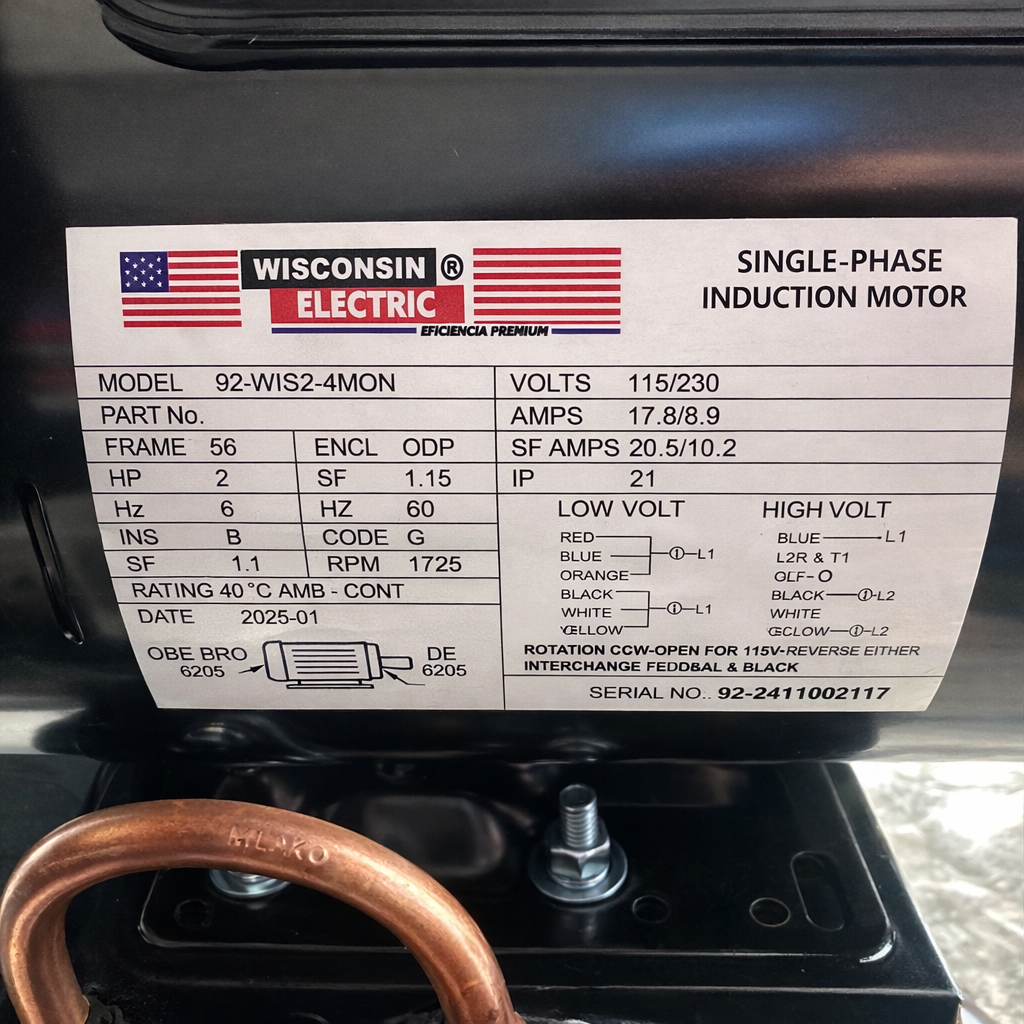 WISCONSIN ®
ELECTRIC
EFICIENCIA PREMIUM
SINGLE-PHASE
INDUCTION MOTOR
MODEL 92-WIS2-4MON
PART No.
FRAME 56 ENCL ODP
HP 2 SF 1.15
Hz 6 HZ 60
INS B CODE G
SF 1.1 RPM 1725
RATING 40 °C AMB - CONT
DATE 2025-01
OBE BRO DE
6205 6205
VOLTS 115/230
AMPS 17.8/8.9
SF AMPS 20.5/10.2
IP 21
LOW VOLT HIGH VOLT
RED BLUE L1
BLUE L1 L2R & T1
ORANGE GLF-O
BLACK BLACK L2
WHITE L1 WHITE
L2
ROTATION CCW-OPEN FOR 115V-REVERSE EITHER
INTERCHANGE & BLACK
SERIAL NO.. 92-2411002117
MLAKO